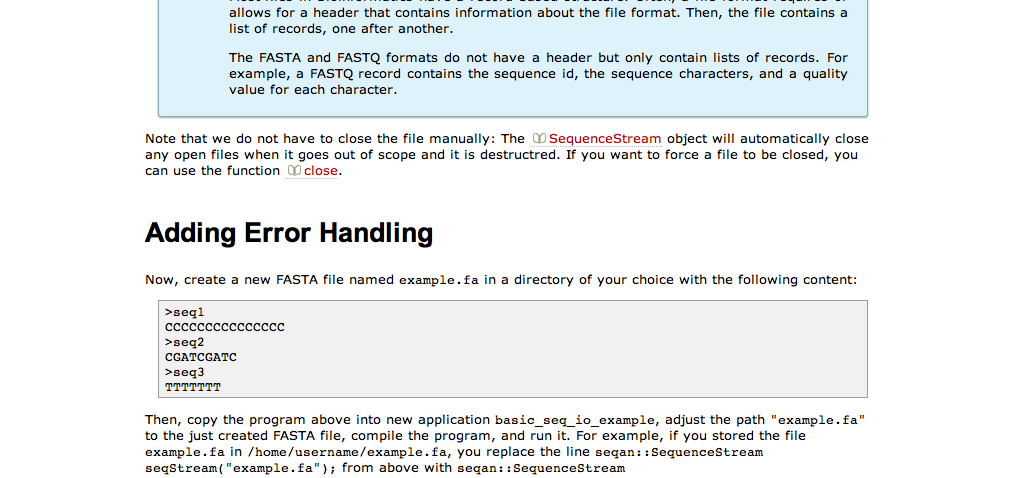 allows for a header that contains information about the file format. Then, the file contains a
list of records, one after another.
The FASTA and FASTQ formats do not have a header but only contain lists of records. For
example, a FASTQ record contains the sequence id, the sequence characters, and a quality
value for each character.
Note that we do not have to close the file manually: The SequenceStream object will automatically close
any open files when it goes out of scope and it is destructred. If you want to force a file to be closed, you
can use the function close.
Adding Error Handling
Now, create a new FASTA file named example.fa in a directory of your choice with the following content:
>seq1
CCCCCCCCCCCCCCC
>seq2
CGATCGATC
>seq3
TTTTTTT
Then, copy the program above into new application basic_seq_io_example, adjust the path "example.fa"
to the just created FASTA file, compile the program, and run it. For example, if you stored the file
example.fa in /home/username/example.fa, you replace the line seqan::SequenceStream
seqStream("example.fa"); from above with seqan::SequenceStream